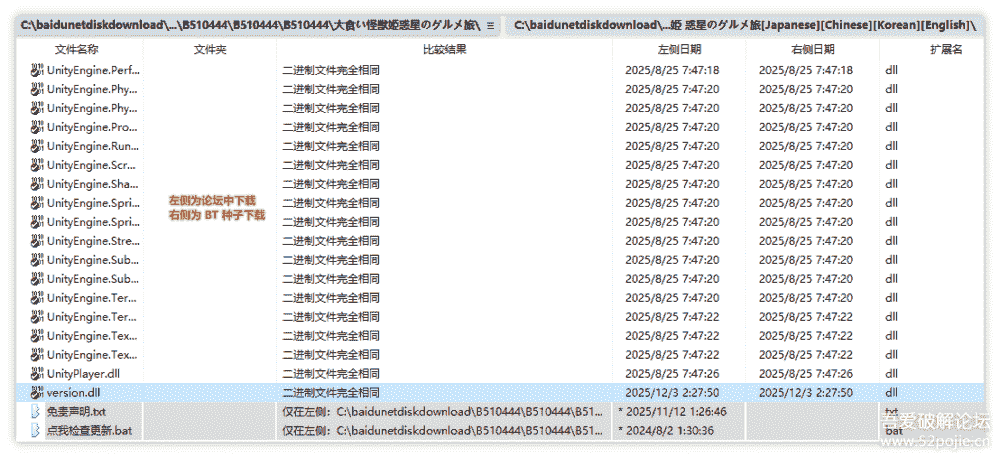 C:\baidunetdiskdownload\...\B510444\B510444\B510444\大食い怪獣姫惑星のグルメ旅\ C:\baidunetdiskdownload\...姫 惑星のグルメ旅[Japanese][Chinese][Korean][English]\
文件名称 文件夹 比较结果 左侧日期 右侧日期 扩展名
UnityEngine.Perf... 二进制文件完全相同 2025/8/25 7:47:18 2025/8/25 7:47:18 dll
UnityEngine.Phy... 二进制文件完全相同 2025/8/25 7:47:20 2025/8/25 7:47:20 dll
UnityEngine.Phy... 二进制文件完全相同 2025/8/25 7:47:20 2025/8/25 7:47:20 dll
UnityEngine.Pro... 二进制文件完全相同 2025/8/25 7:47:20 2025/8/25 7:47:20 dll
UnityEngine.Run... 二进制文件完全相同 2025/8/25 7:47:20 2025/8/25 7:47:20 dll
UnityEngine.Scr... 二进制文件完全相同 2025/8/25 7:47:20 2025/8/25 7:47:20 dll
UnityEngine.Sha... 二进制文件完全相同 2025/8/25 7:47:20 2025/8/25 7:47:20 dll
UnityEngine.Spri... 二进制文件完全相同 2025/8/25 7:47:20 2025/8/25 7:47:20 dll
左侧为论坛中下载
右侧为 BT 种子下载
UnityEngine.Spri... 二进制文件完全相同 2025/8/25 7:47:20 2025/8/25 7:47:20 dll
UnityEngine.Stre... 二进制文件完全相同 2025/8/25 7:47:20 2025/8/25 7:47:20 dll
UnityEngine.Sub... 二进制文件完全相同 2025/8/25 7:47:20 2025/8/25 7:47:20 dll
UnityEngine.Sub... 二进制文件完全相同 2025/8/25 7:47:20 2025/8/25 7:47:20 dll
UnityEngine.Ter... 二进制文件完全相同 2025/8/25 7:47:20 2025/8/25 7:47:20 dll
UnityEngine.Ter... 二进制文件完全相同 2025/8/25 7:47:22 2025/8/25 7:47:22 dll
UnityEngine.Tex... 二进制文件完全相同 2025/8/25 7:47:22 2025/8/25 7:47:22 dll
UnityEngine.Tex... 二进制文件完全相同 2025/8/25 7:47:22 2025/8/25 7:47:22 dll
UnityPlayer.dll 二进制文件完全相同 2025/8/25 7:47:26 2025/8/25 7:47:26 dll
version.dll 二进制文件完全相同 2025/12/3 2:27:50 2025/12/3 2:27:50 dll
免责声明.txt 仅在左侧：C:\baidunetdiskdownload\B510444\B510444\B51... * 2025/11/12 1:26:46 txt
点我检查更新.bat 仅在左侧：C:\baidunetdiskdownload\B510444\B510444\B51... * 2024/8/2 1:30:36 bat
吾爱破解论坛
www.52pojie.cn